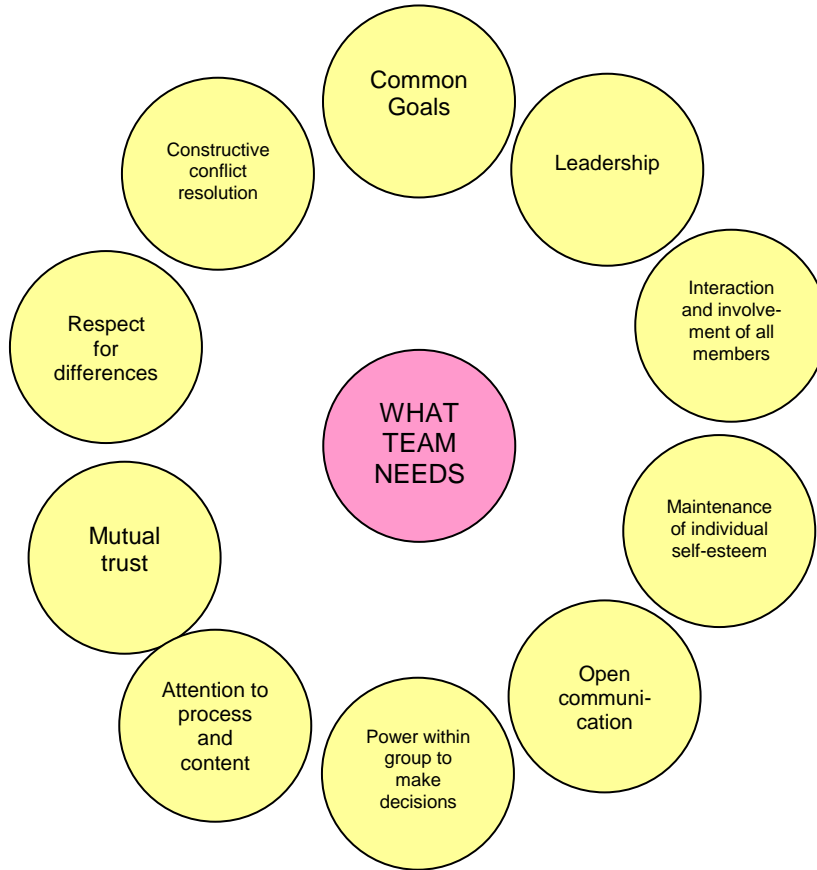 Common
Goals
Leadership
Interaction
and involve-
ment of all
members
Maintenance
of individual
self-esteem
Open
communi-
cation
Power within
group to
make
decisions
Attention to
process
and
content
Mutual
trust
Respect
for
differences
Constructive
conflict
resolution
WHAT
TEAM
NEEDS